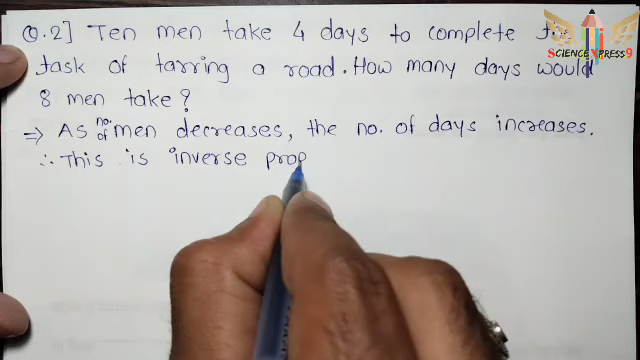 Q.2] Ten men take 4 days to complete the
task of tarring a road. How many days would
8 men take?
⇒ As no. of men decreases, the no. of days increases.
∴ This is inverse prop
SCIENCE XPRESS9